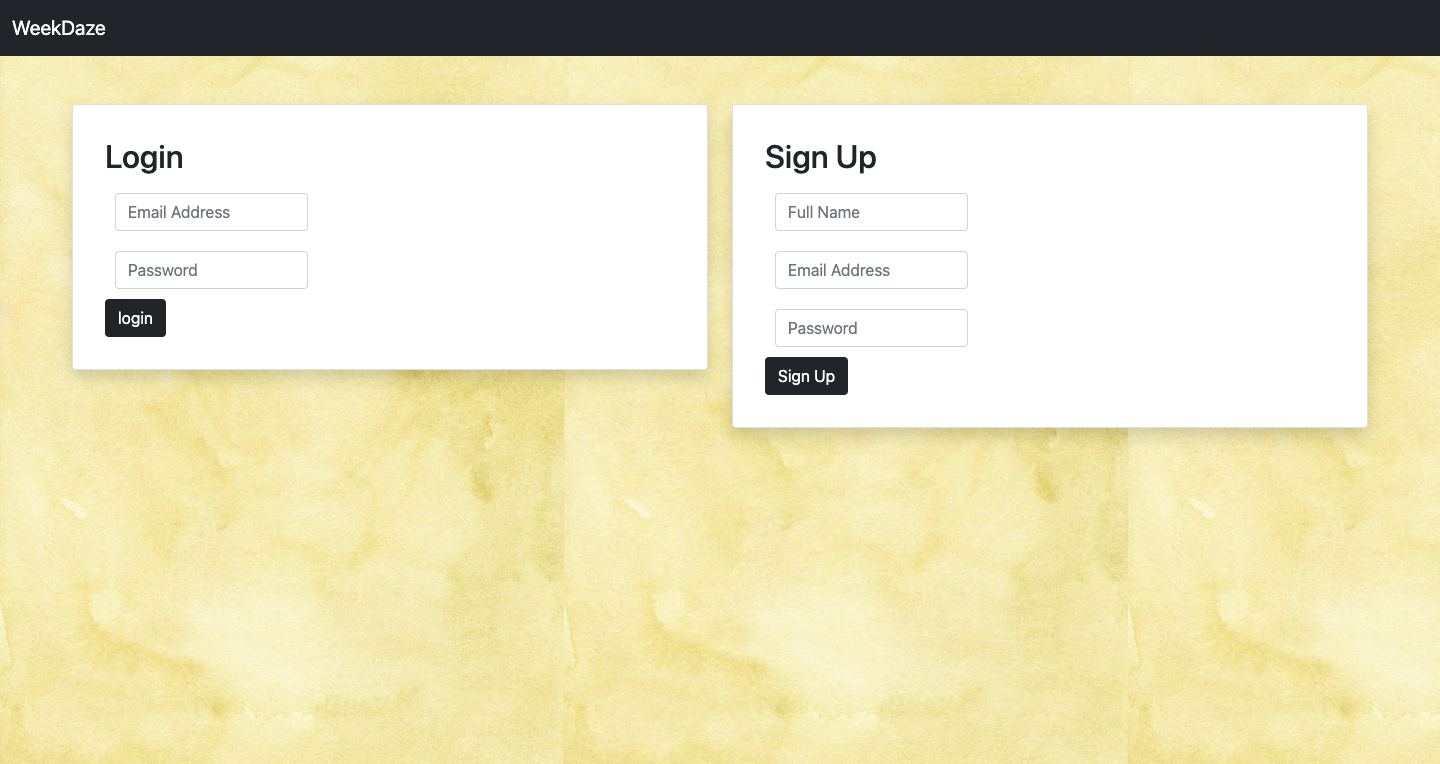 WeekDaze
Login
Email Address
Password
login
Sign Up
Full Name
Email Address
Password
Sign Up